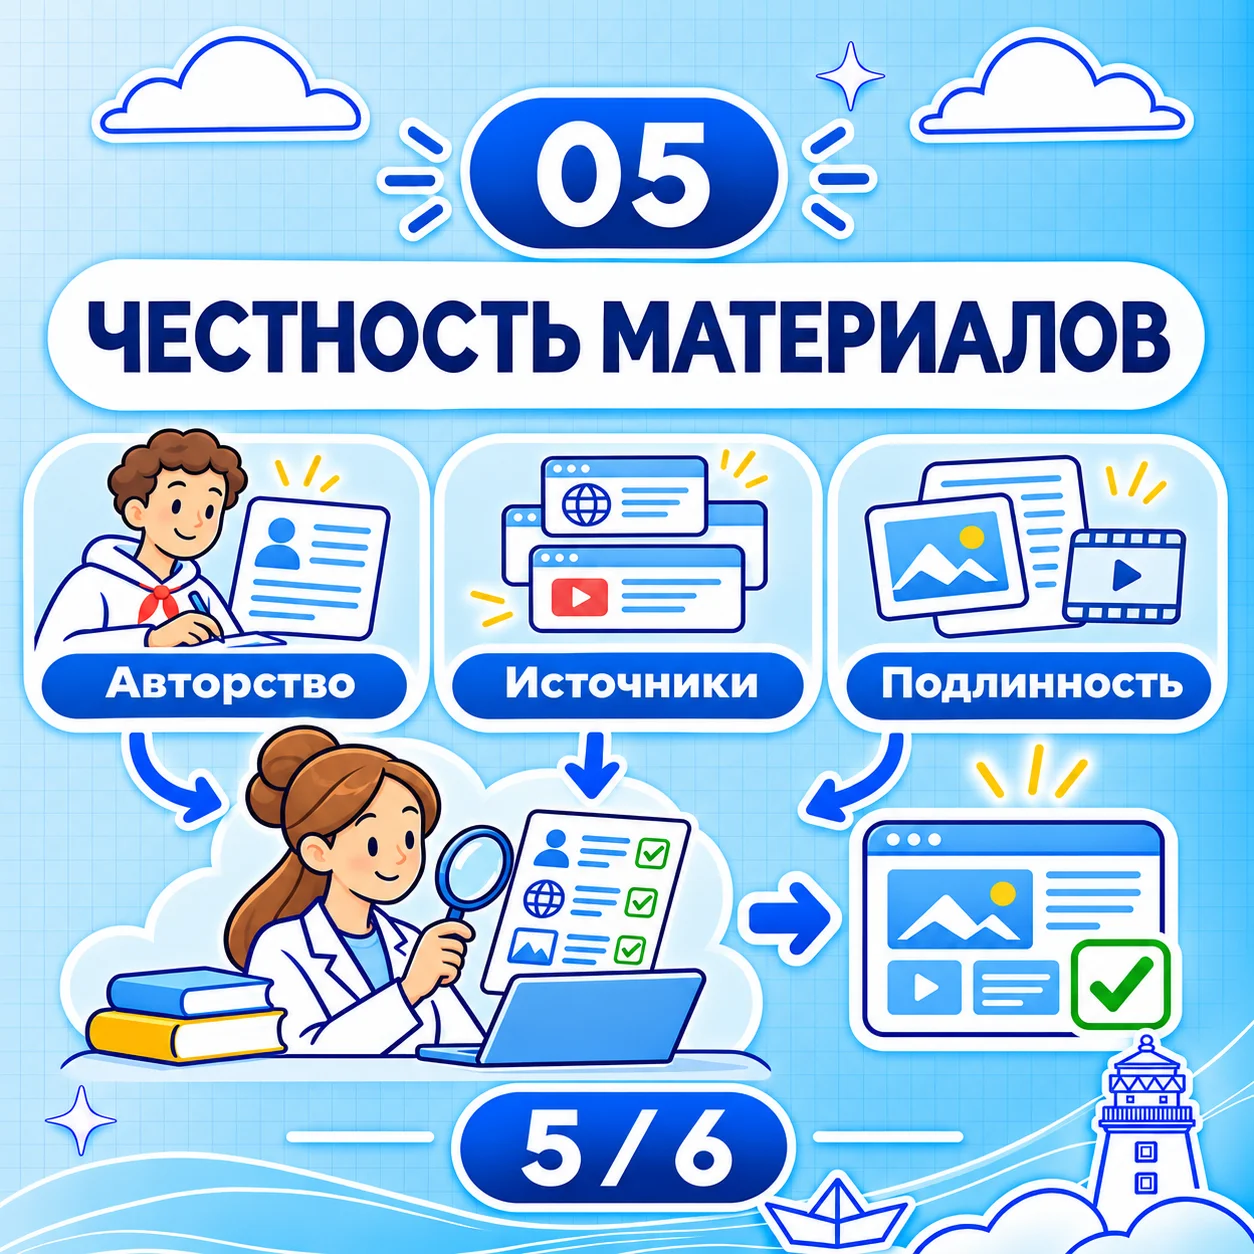 05
ЧЕСТНОСТЬ МАТЕРИАЛОВ
Авторство
Источники
Подлинность
5 / 6